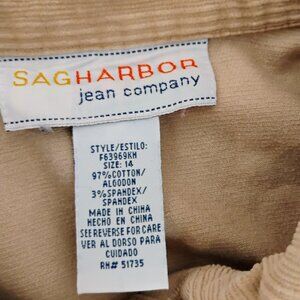 SAGHARBOR
jean company
STYLE/ESTILO:
F63969KH
SIZE: 14
97%COTTON/
ALGODON
3%SPANDEX/
SPANDEX
MADE IN CHINA
HECHO EN CHINA
SEE REVERSE FOR CARE
VER AL DORSO PARA
CUIDADO
RN# 51735